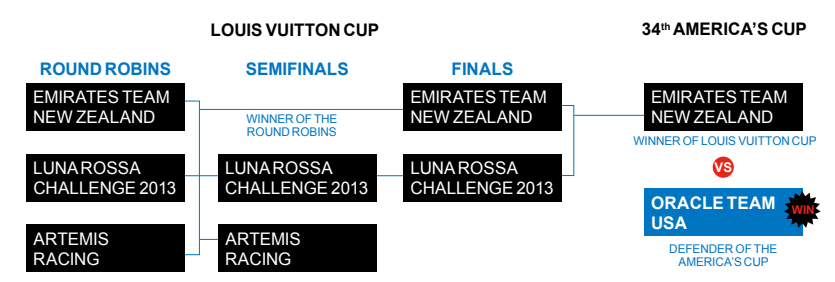 LOUIS VUITTON CUP
34th AMERICA'S CUP
ROUND ROBINS
SEMIFINALS
FINALS
EMIRATES TEAM
NEW ZEALAND
WINNER OF THE
ROUND ROBINS
EMIRATES TEAM
NEW ZEALAND
EMIRATES TEAM
NEW ZEALAND
WINNER OF LOUIS VUITTON CUP
LUNA ROSSA
CHALLENGE 2013
LUNA ROSSA
CHALLENGE 2013
LUNA ROSSA
CHALLENGE 2013
VS
ORACLE TEAM
USA
WIN
ARTEMIS
RACING
ARTEMIS
RACING
DEFENDER OF THE
AMERICA'S CUP